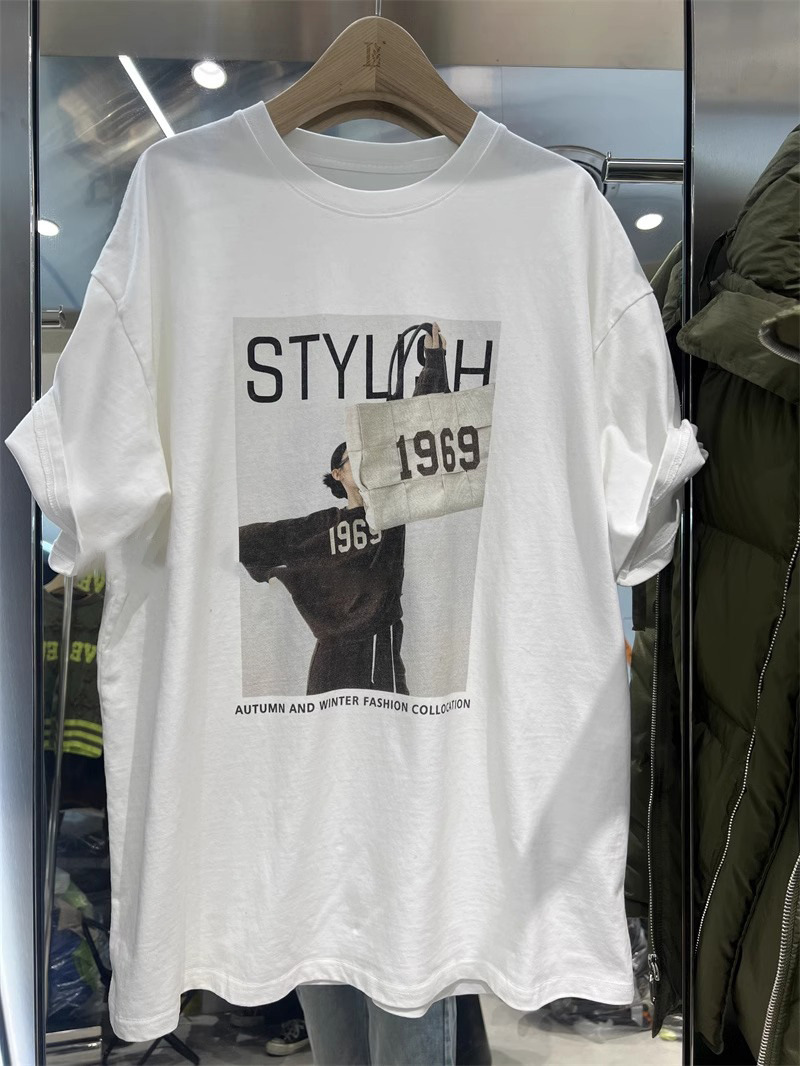 STYLISH
1969
1969
AUTUMN AND WINTER FASHION COLLOCATION